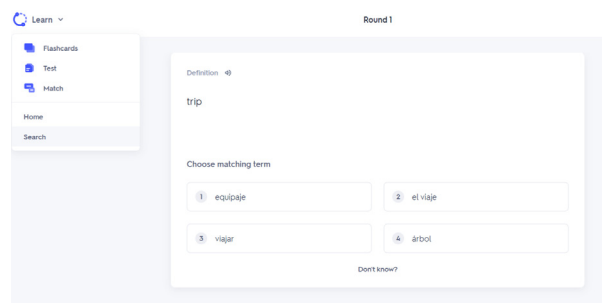 Learn
Round 1
Flashcards
Test
Match
Home
Search
Definition
trip
Choose matching term
1 equipaje
2 el viaje
3 viajar
4 árbol
Don't know?